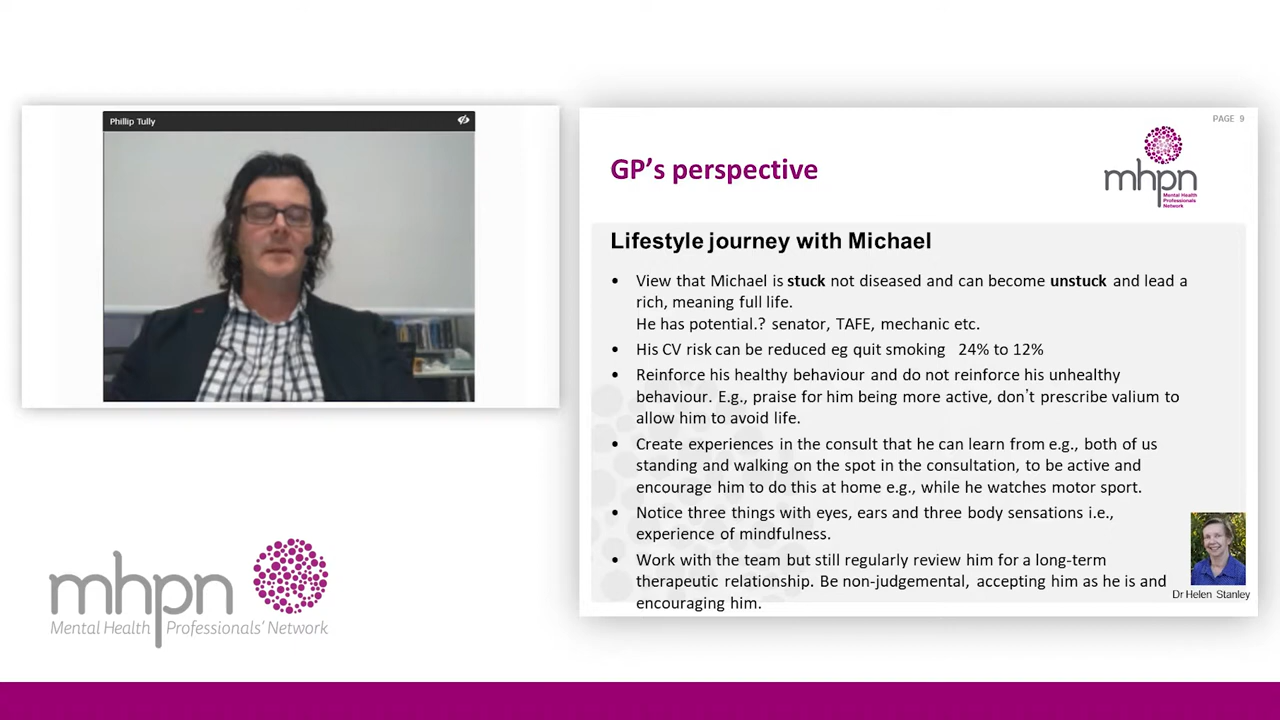 Phillip Tully
mhpn
Mental Health Professionals' Network
PAGE 9
GP's perspective
mhpn
Mental Health
Professionals
Network
Lifestyle journey with Michael
• View that Michael is stuck not diseased and can become unstuck and lead a
rich, meaning full life.
He has potential.? senator, TAFE, mechanic etc.
• His CV risk can be reduced eg quit smoking 24% to 12%
• Reinforce his healthy behaviour and do not reinforce his unhealthy
behaviour. E.g., praise for him being more active, don't prescribe valium to
allow him to avoid life.
• Create experiences in the consult that he can learn from e.g., both of us
standing and walking on the spot in the consultation, to be active and
encourage him to do this at home e.g., while he watches motor sport.
• Notice three things with eyes, ears and three body sensations i.e.,
experience of mindfulness.
• Work with the team but still regularly review him for a long-term
therapeutic relationship. Be non-judgemental, accepting him as he is and
encouraging him.
Dr Helen Stanley